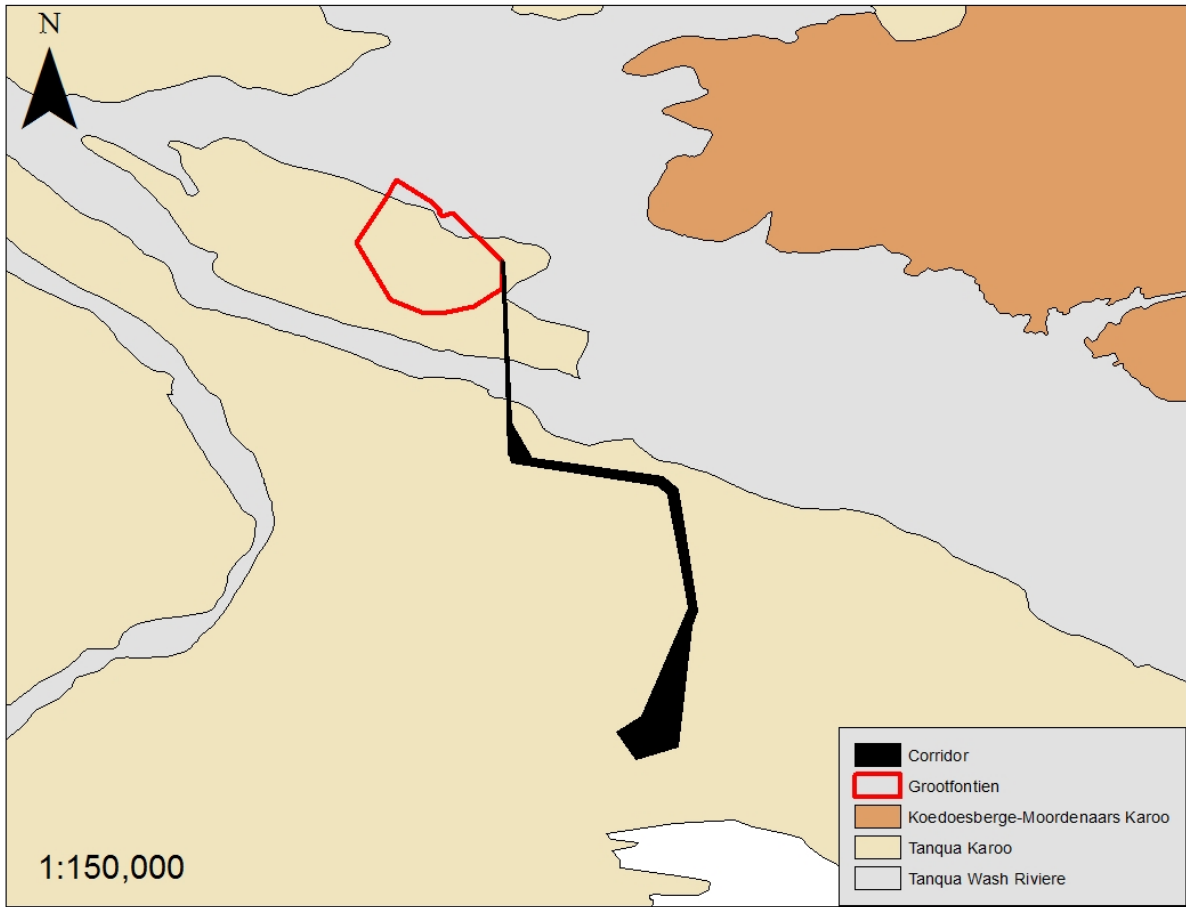 N
Corridor
Grootfontien
Koedoesberge-Moordenaars Karoo
Tanqua Karoo
Tanqua Wash Riviere
1:150,000